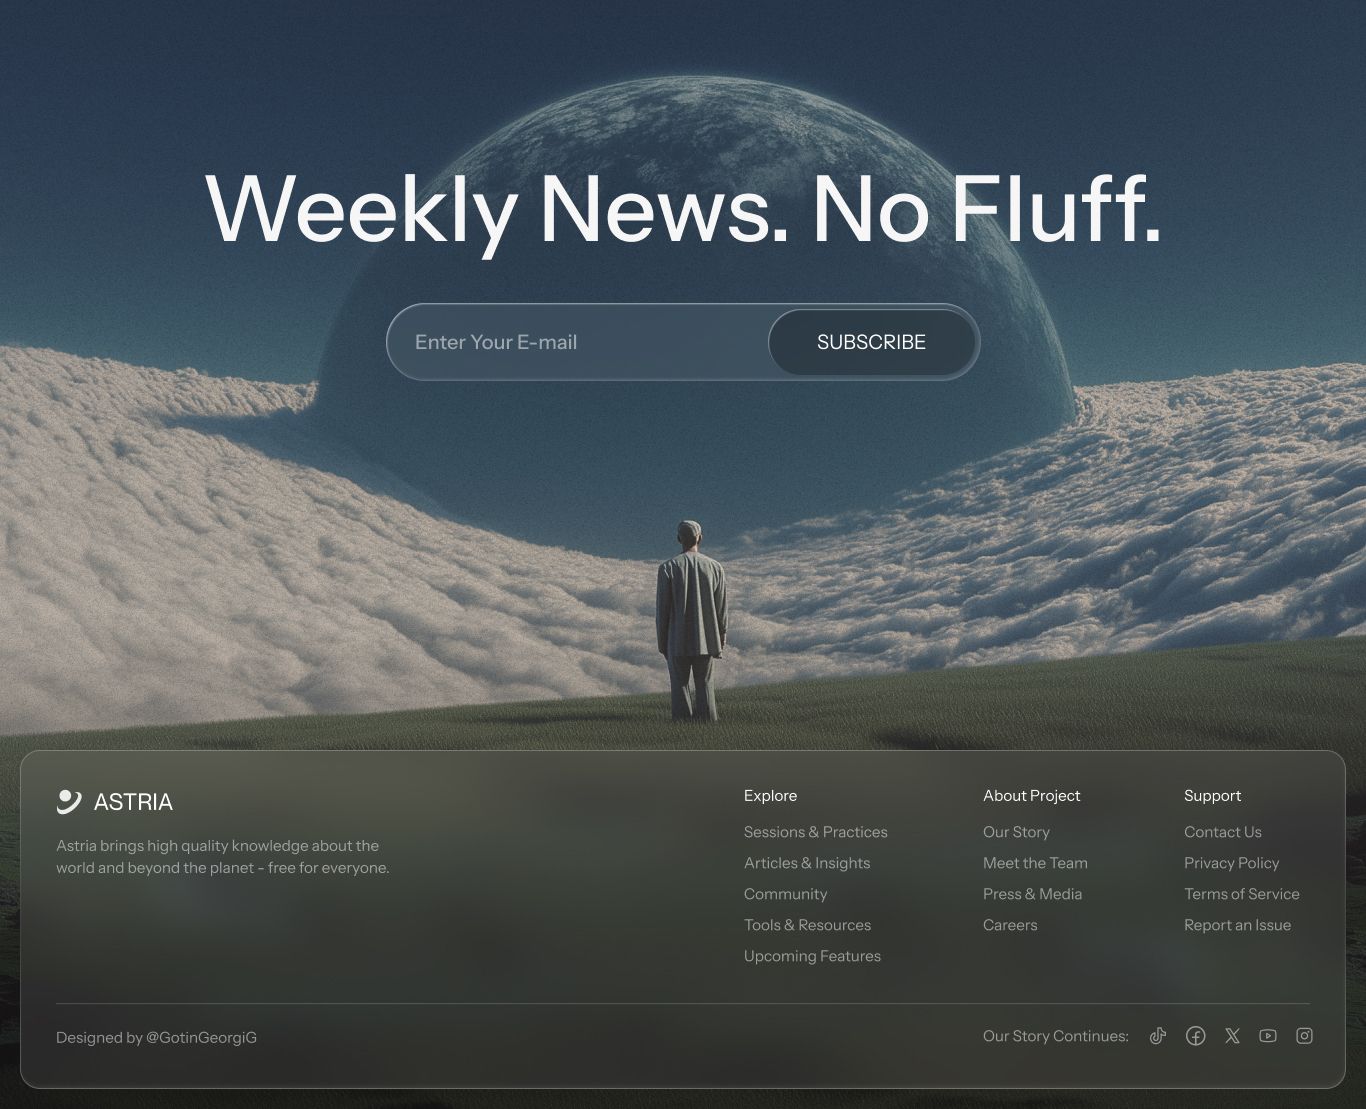 Weekly News. No Fluff.
Enter Your E-mail
SUBSCRIBE
ASTRIA
Astria brings high quality knowledge about the
world and beyond the planet - free for everyone.
Explore
Sessions & Practices
Articles & Insights
Community
Tools & Resources
Upcoming Features
About Project
Our Story
Meet the Team
Press & Media
Careers
Support
Contact Us
Privacy Policy
Terms of Service
Report an Issue
Designed by @GotinGeorgiG
Our Story Continues: